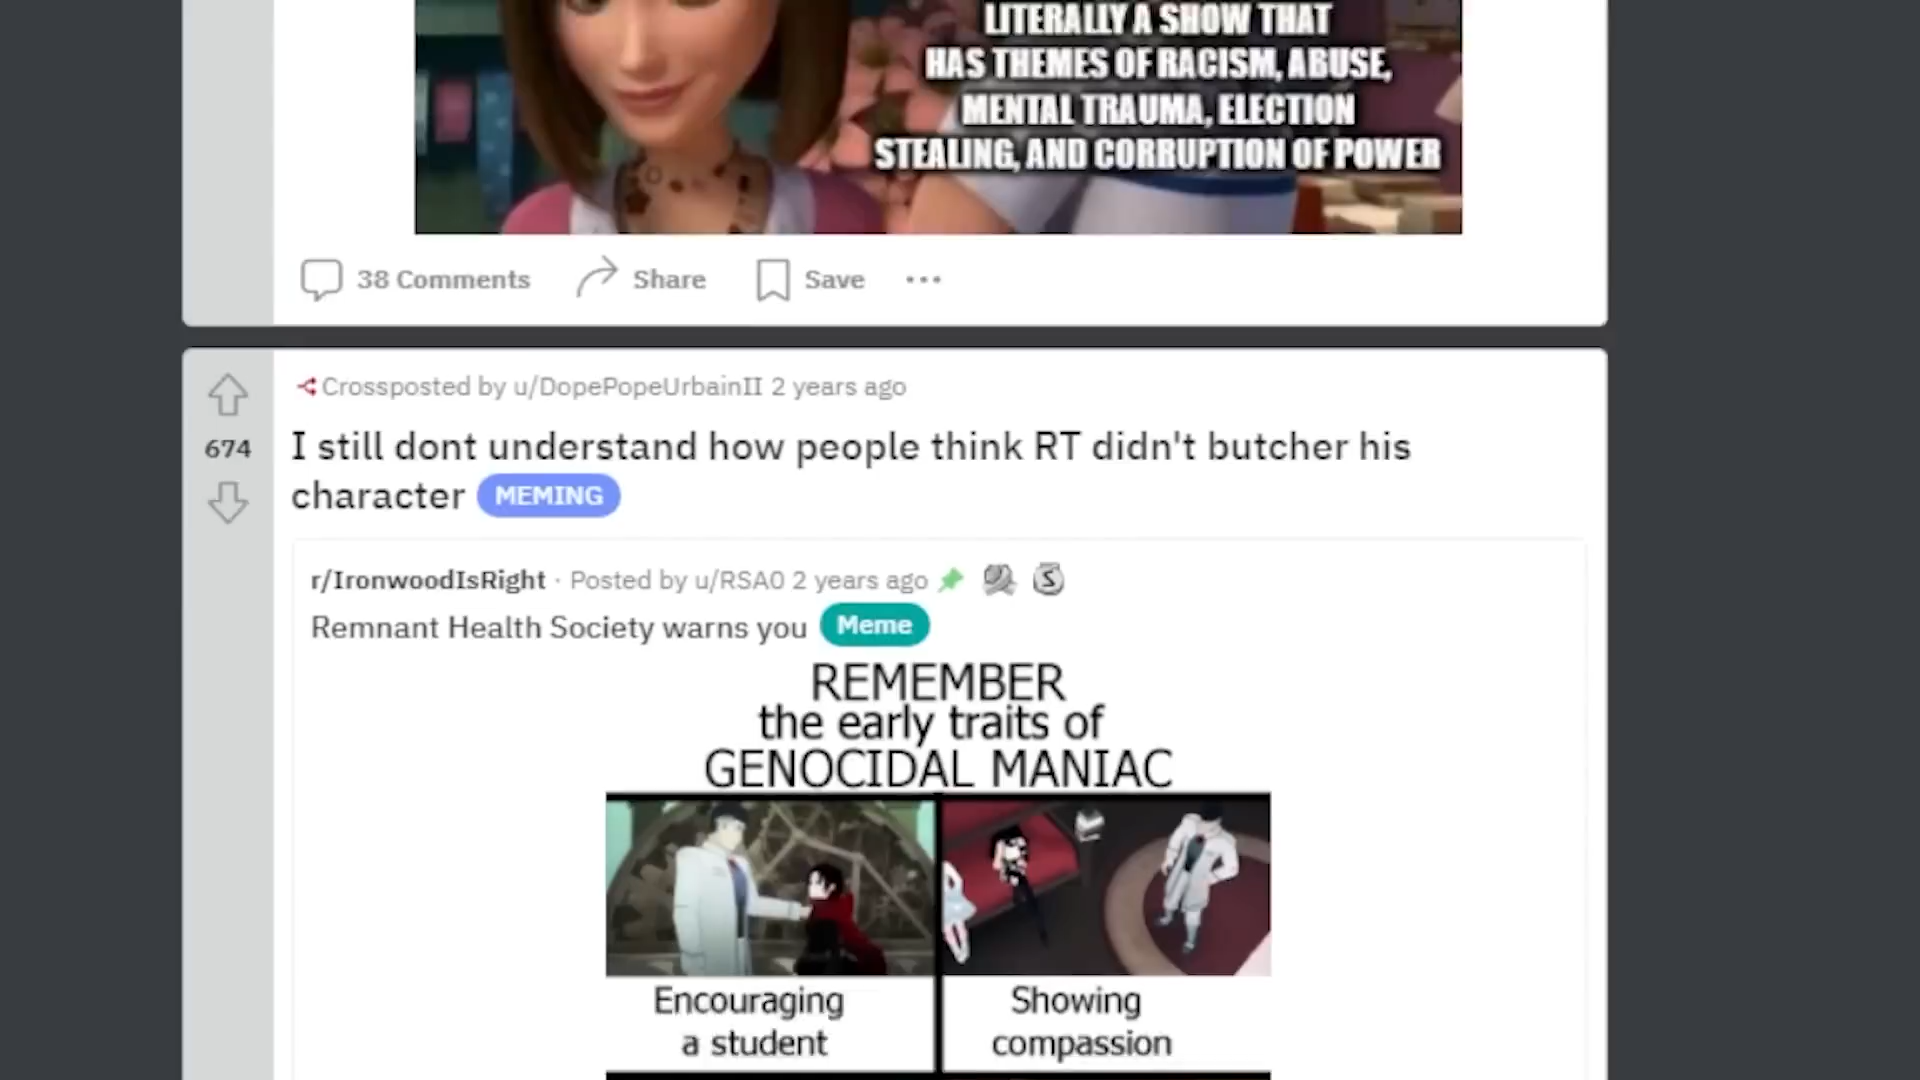 LITERALLY A SHOW THAT
HAS THEMES OF RACISM, ABUSE,
MENTAL TRAUMA, ELECTION
STEALING, AND CORRUPTION OF POWER
38 Comments Share Save
Crossposted by u/DopePopeUrbainII 2 years ago
674
I still dont understand how people think RT didn't butcher his
character MEMING
r/IronwoodIsRight · Posted by u/RSA0 2 years ago
Remnant Health Society warns you Meme
REMEMBER
the early traits of
GENOCIDAL MANIAC
Encouraging
a student
Showing
compassion